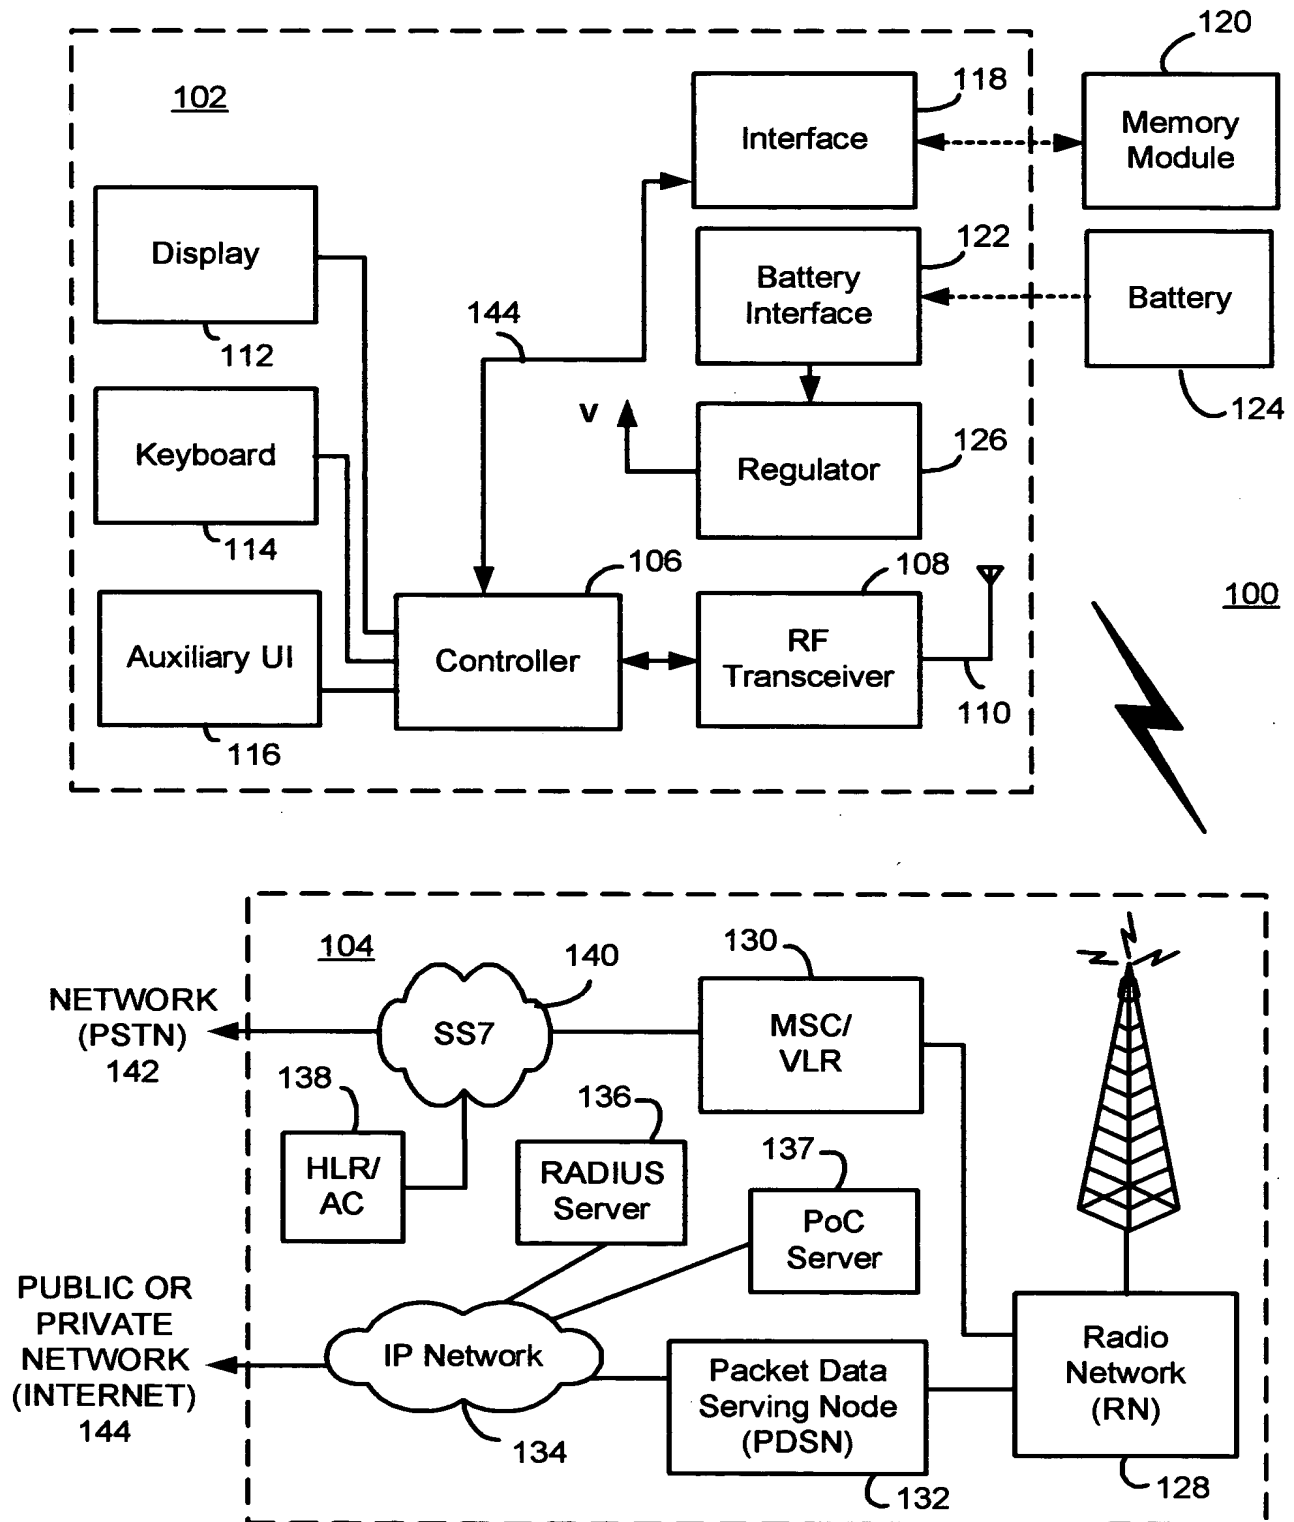 120
102
118
Interface
Memory
Module
Display
122
Battery
Interface
Battery
144
112
V
124
Keyboard
Regulator
126
114
106
108
100
Auxiliary UI
Controller
RF
Transceiver
110
116
104
140
130
NETWORK
(PSTN)
142
SS7
MSC/
VLR
138
136
HLR/
AC
RADIUS
Server
137
PoC
Server
PUBLIC OR
PRIVATE
NETWORK
(INTERNET)
144
IP Network
134
Packet Data
Serving Node
(PDSN)
132
Radio
Network
(RN)
128